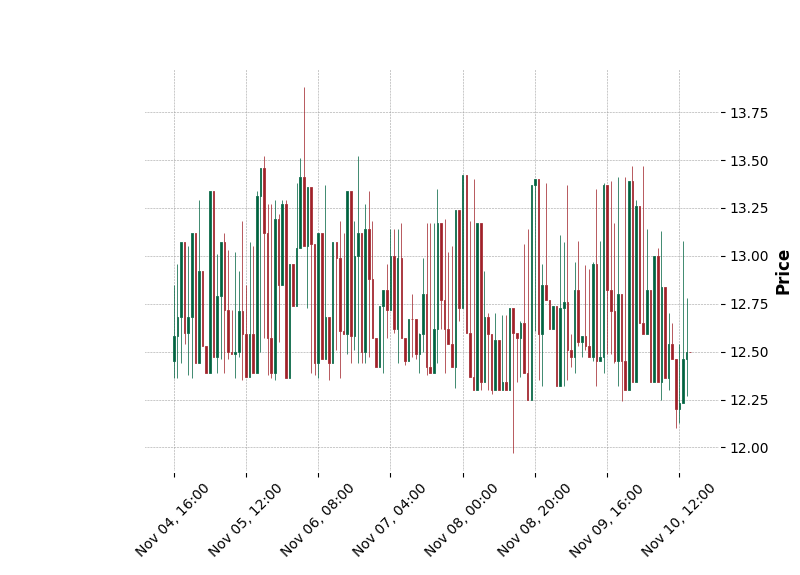 13.75
13.50
13.25
13.00
12.75
12.50
12.25
12.00
Price
Nov 04, 16:00
Nov 05, 12:00
Nov 06, 08:00
Nov 07, 04:00
Nov 08, 00:00
Nov 08, 20:00
Nov 09, 16:00
Nov 10, 12:00